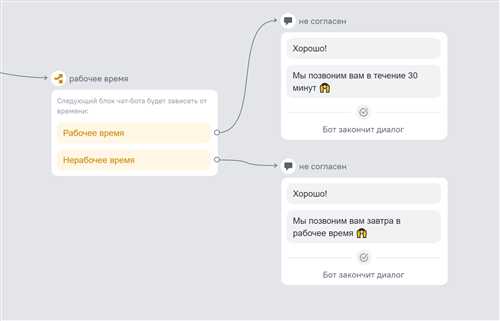 не согласен
Хорошо!
Мы позвоним вам в течение 30
минут
Бот закончит диалог
рабочее время
Следующий блок чат-бота будет зависеть от
времени:
Рабочее время
Нерабочее время
не согласен
Хорошо!
Мы позвоним вам завтра в
рабочее время
Бот закончит диалог